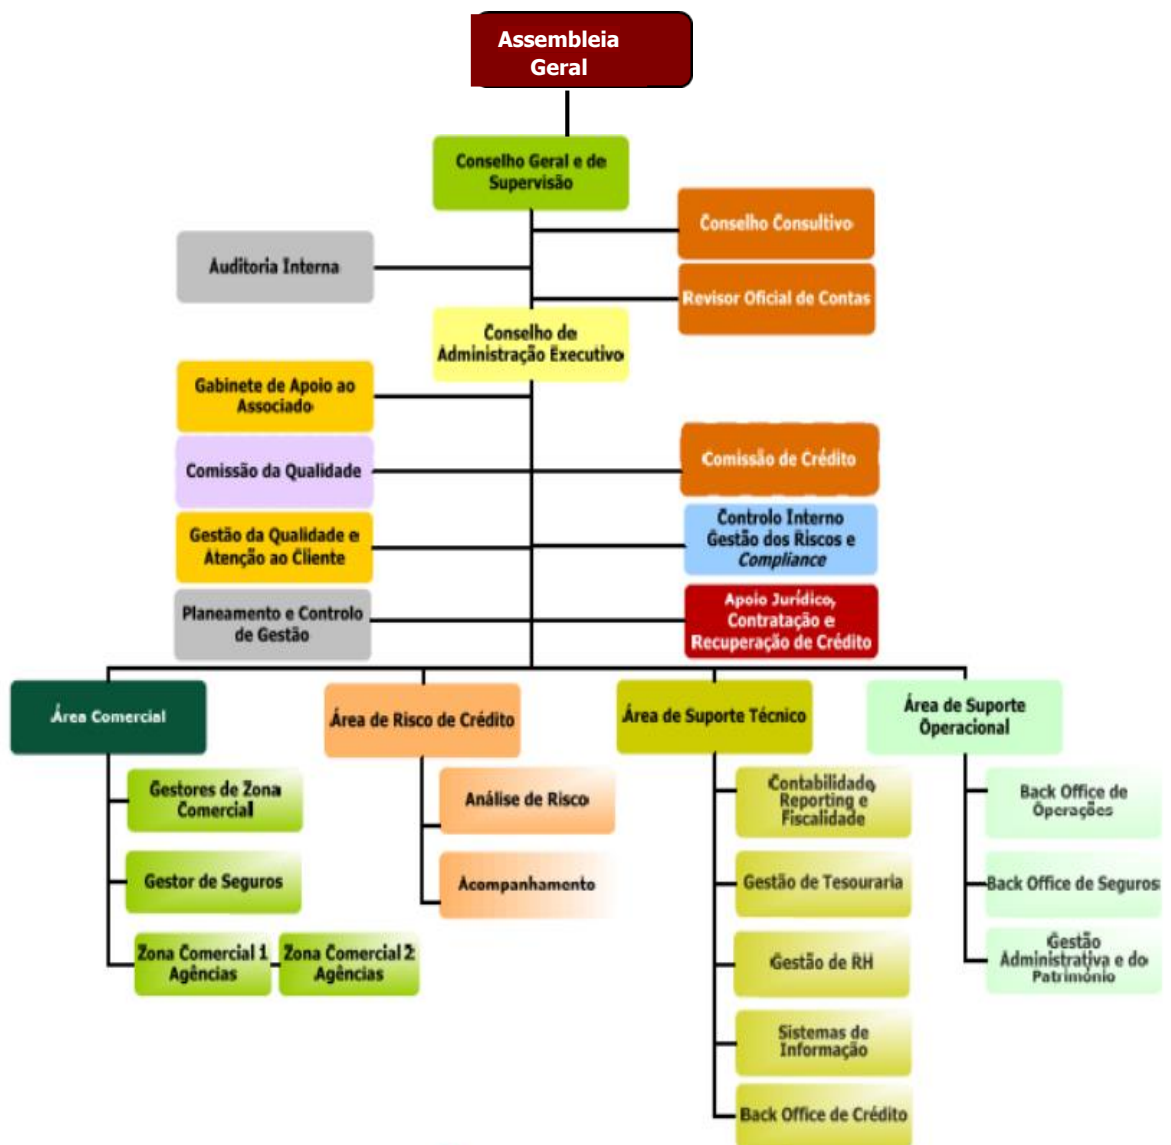 Assembleia
Geral
Conselho Geral e de
Supervisão
Conselho Consultivo
Auditoria Interna
Revisor Oficial de Contas
Conselho de
Administração Executivo
Gabinete de Apoio ao
Associado
Comissão da Qualidade
Comissão de Crédito
Gestão da Qualidade e
Atenção ao Cliente
Controlo Interno
Gestão dos Riscos e
Compliance
Planeamento e Controlo
de Gestão
Apoio Jurídico,
Contratação e
Recuperação de Crédito
Área Comercial
Área de Risco de Crédito
Área de Suporte Técnico
Área de Suporte
Operacional
Gestores de Zona
Comercial
Gestor de Seguros
Zona Comercial 1
Agências
Zona Comercial 2
Agências
Análise de Risco
Acompanhamento
Contabilidade,
Reporting e
Fiscalidade
Gestão de Tesouraria
Gestão de RH
Sistemas de
Informação
Back Office de Crédito
Back Office de
Operações
Back Office de Seguros
Gestão
Administrativa e do
Património